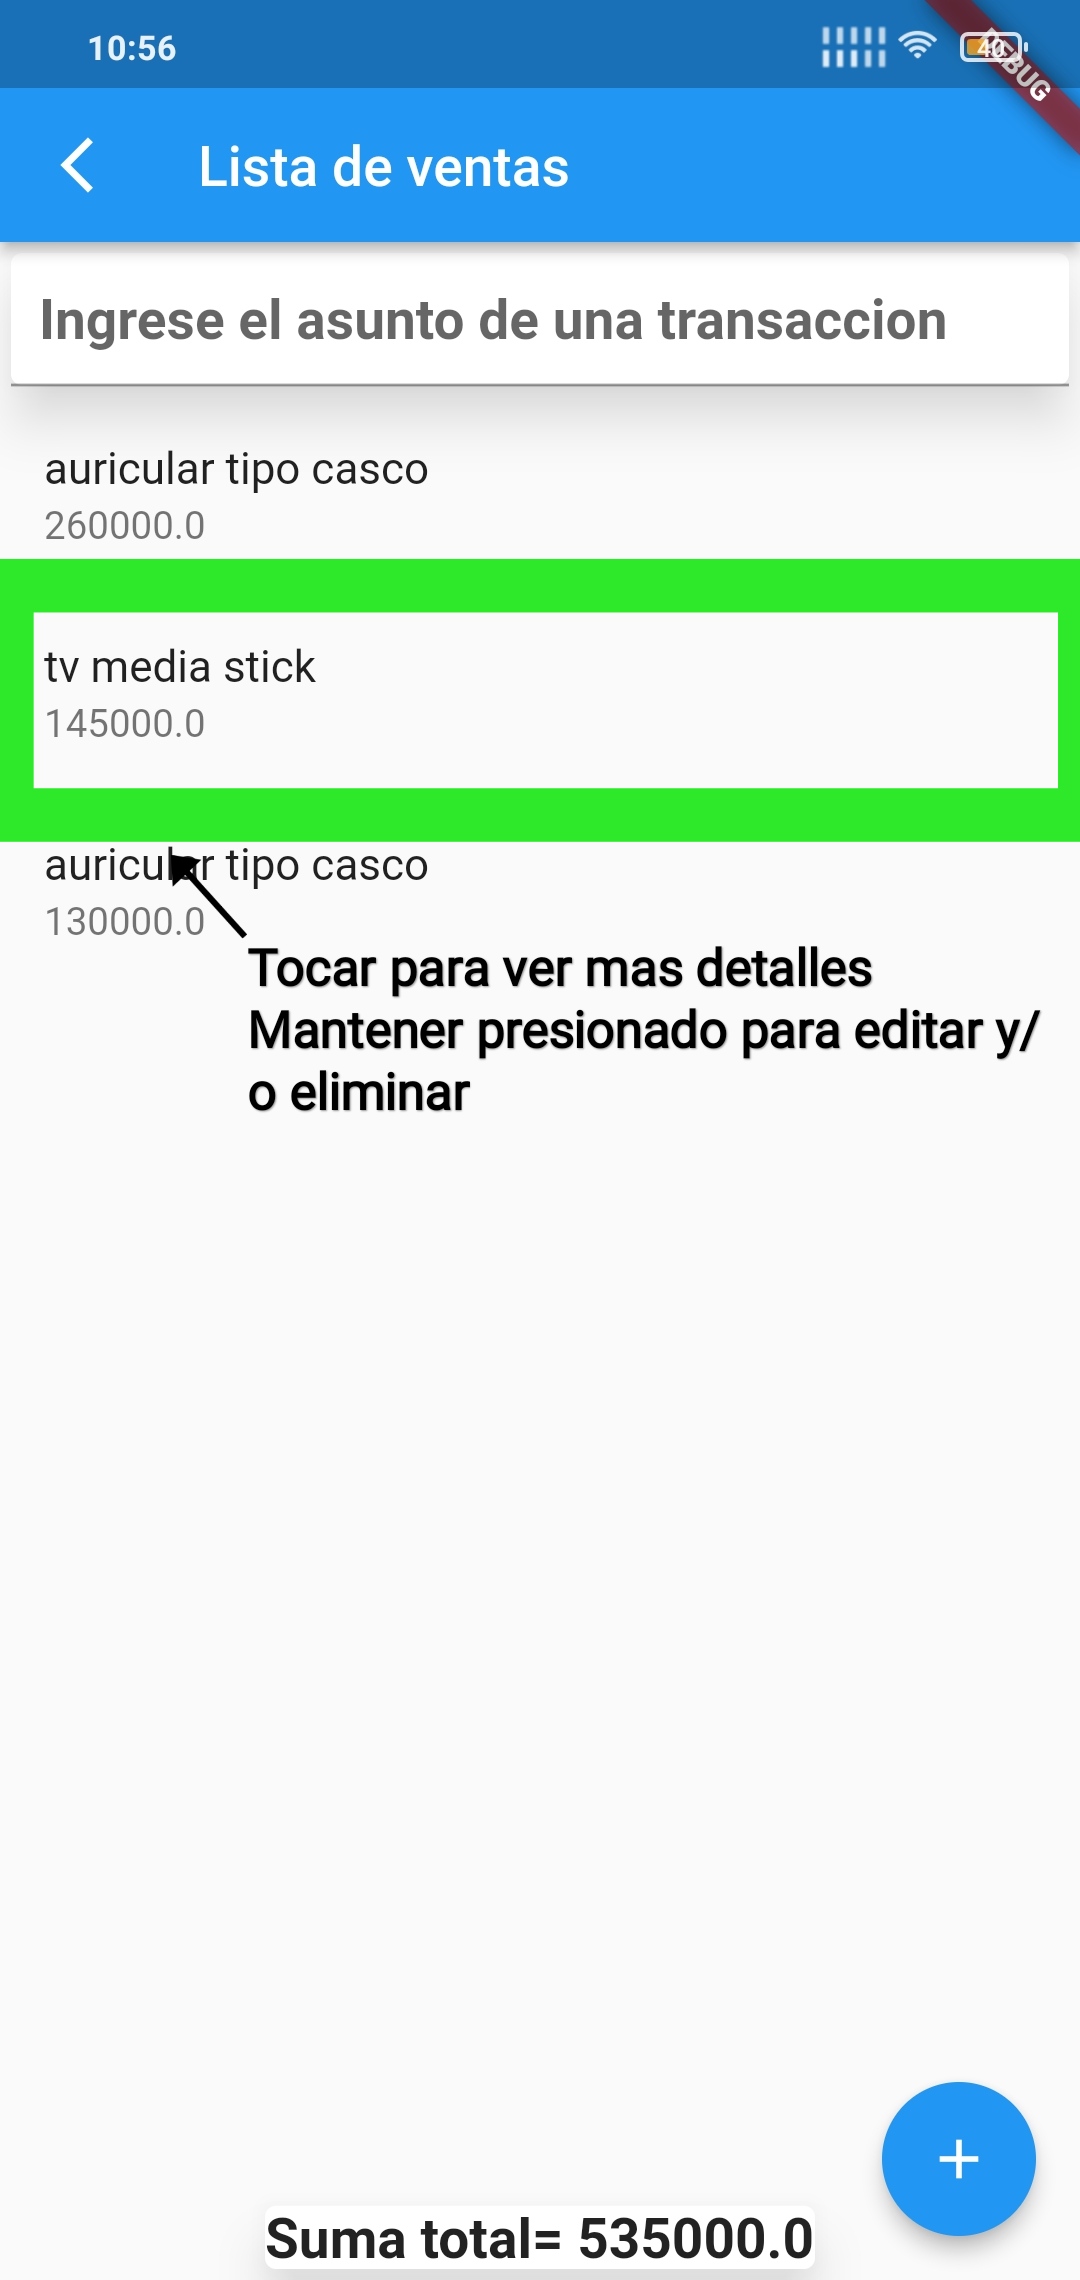 10:56
40
DEBUG
Lista de ventas
Ingrese el asunto de una transaccion
auricular tipo casco
260000.0
tv media stick
145000.0
auricular tipo casco
130000.0
Tocar para ver mas detalles
Mantener presionado para editar y/
o eliminar
+
Suma total= 535000.0